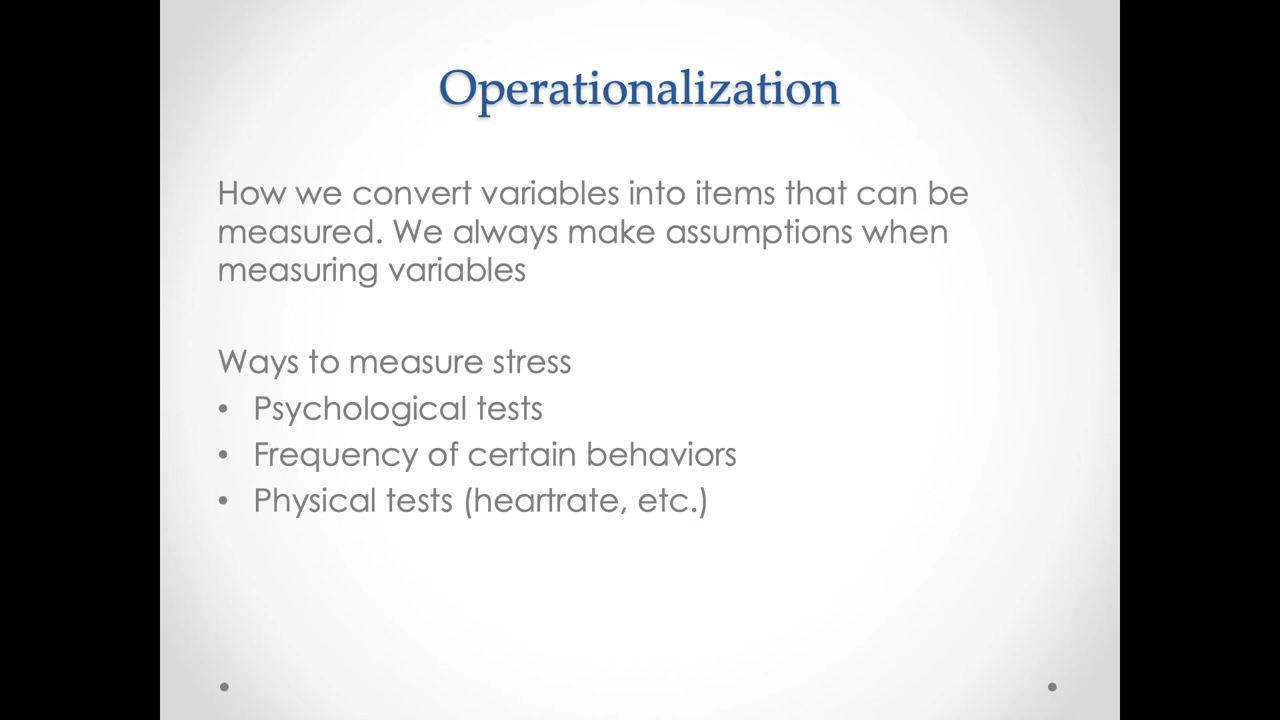 Operationalization
How we convert variables into items that can be
measured. We always make assumptions when
measuring variables
Ways to measure stress
• Psychological tests
• Frequency of certain behaviors
• Physical tests (heartrate, etc.)